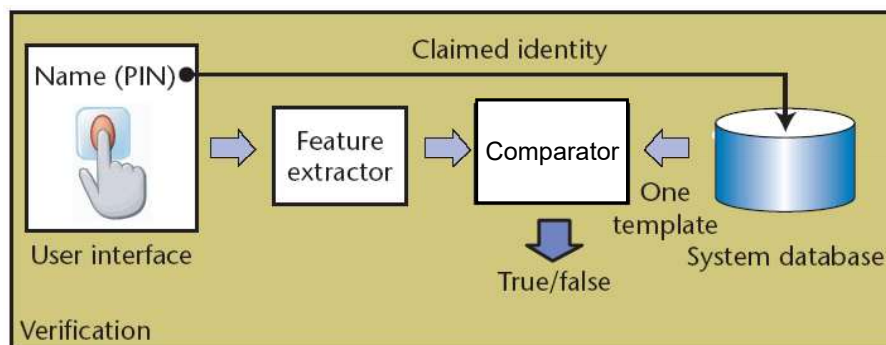 Claimed identity
Name (PIN)
Feature
extractor
Comparator
One
template
User interface
System database
True/false
Verification